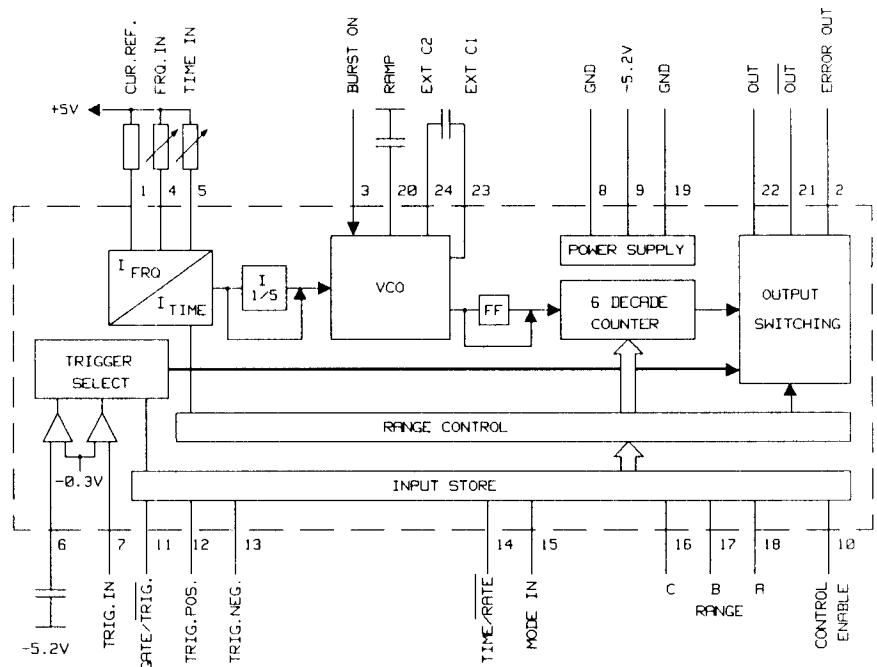 CUR.REF.
FRQ.IN
TIME IN
BURST ON
RAMP
EXT C2
EXT C1
GND
-5.2V
GND
OUT
OUT
ERROR OUT
+5V
1 4 5 3 20 24 23 8 9 19 22 21 2
I FRQ
I TIME
I
1/5
VCO
POWER SUPPLY
FF
6 DECADE
COUNTER
OUTPUT
SWITCHING
TRIGGER
SELECT
RANGE CONTROL
-0.3V
INPUT STORE
6 7 11 12 13 14 15 16 17 18 10
-5.2V
TRIG.IN
GATE/TRIG.
TRIG.POS.
TRIG.NEG.
TIME/RATE
MODE IN
C B A
RANGE
CONTROL
ENABLE